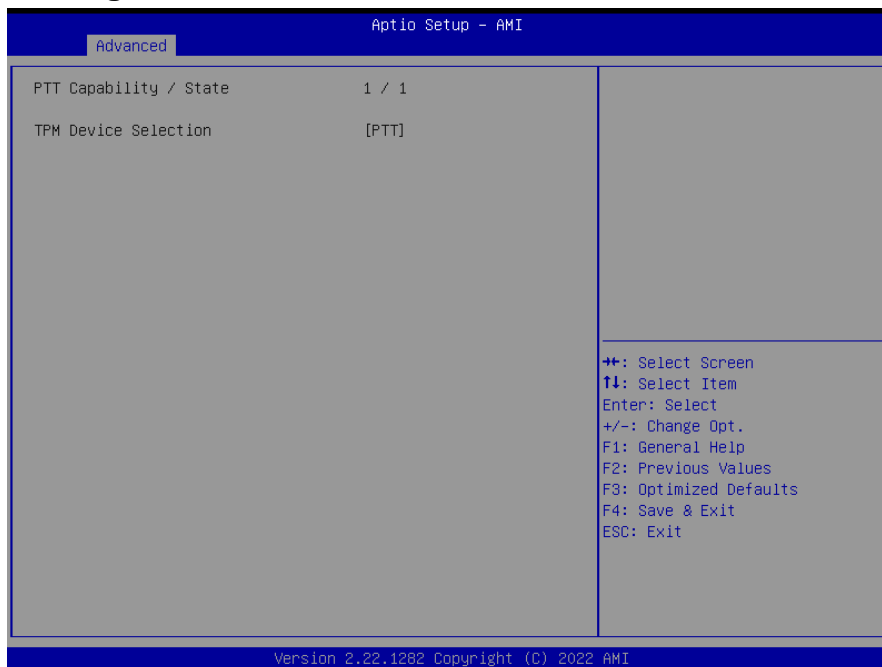 Aptio Setup – AMI
Advanced
PTT Capability / State 1 / 1
TPM Device Selection [PTT]
→←: Select Screen
↑↓: Select Item
Enter: Select
+/-: Change Opt.
F1: General Help
F2: Previous Values
F3: Optimized Defaults
F4: Save & Exit
ESC: Exit
Version 2.22.1282 Copyright (C) 2022 AMI